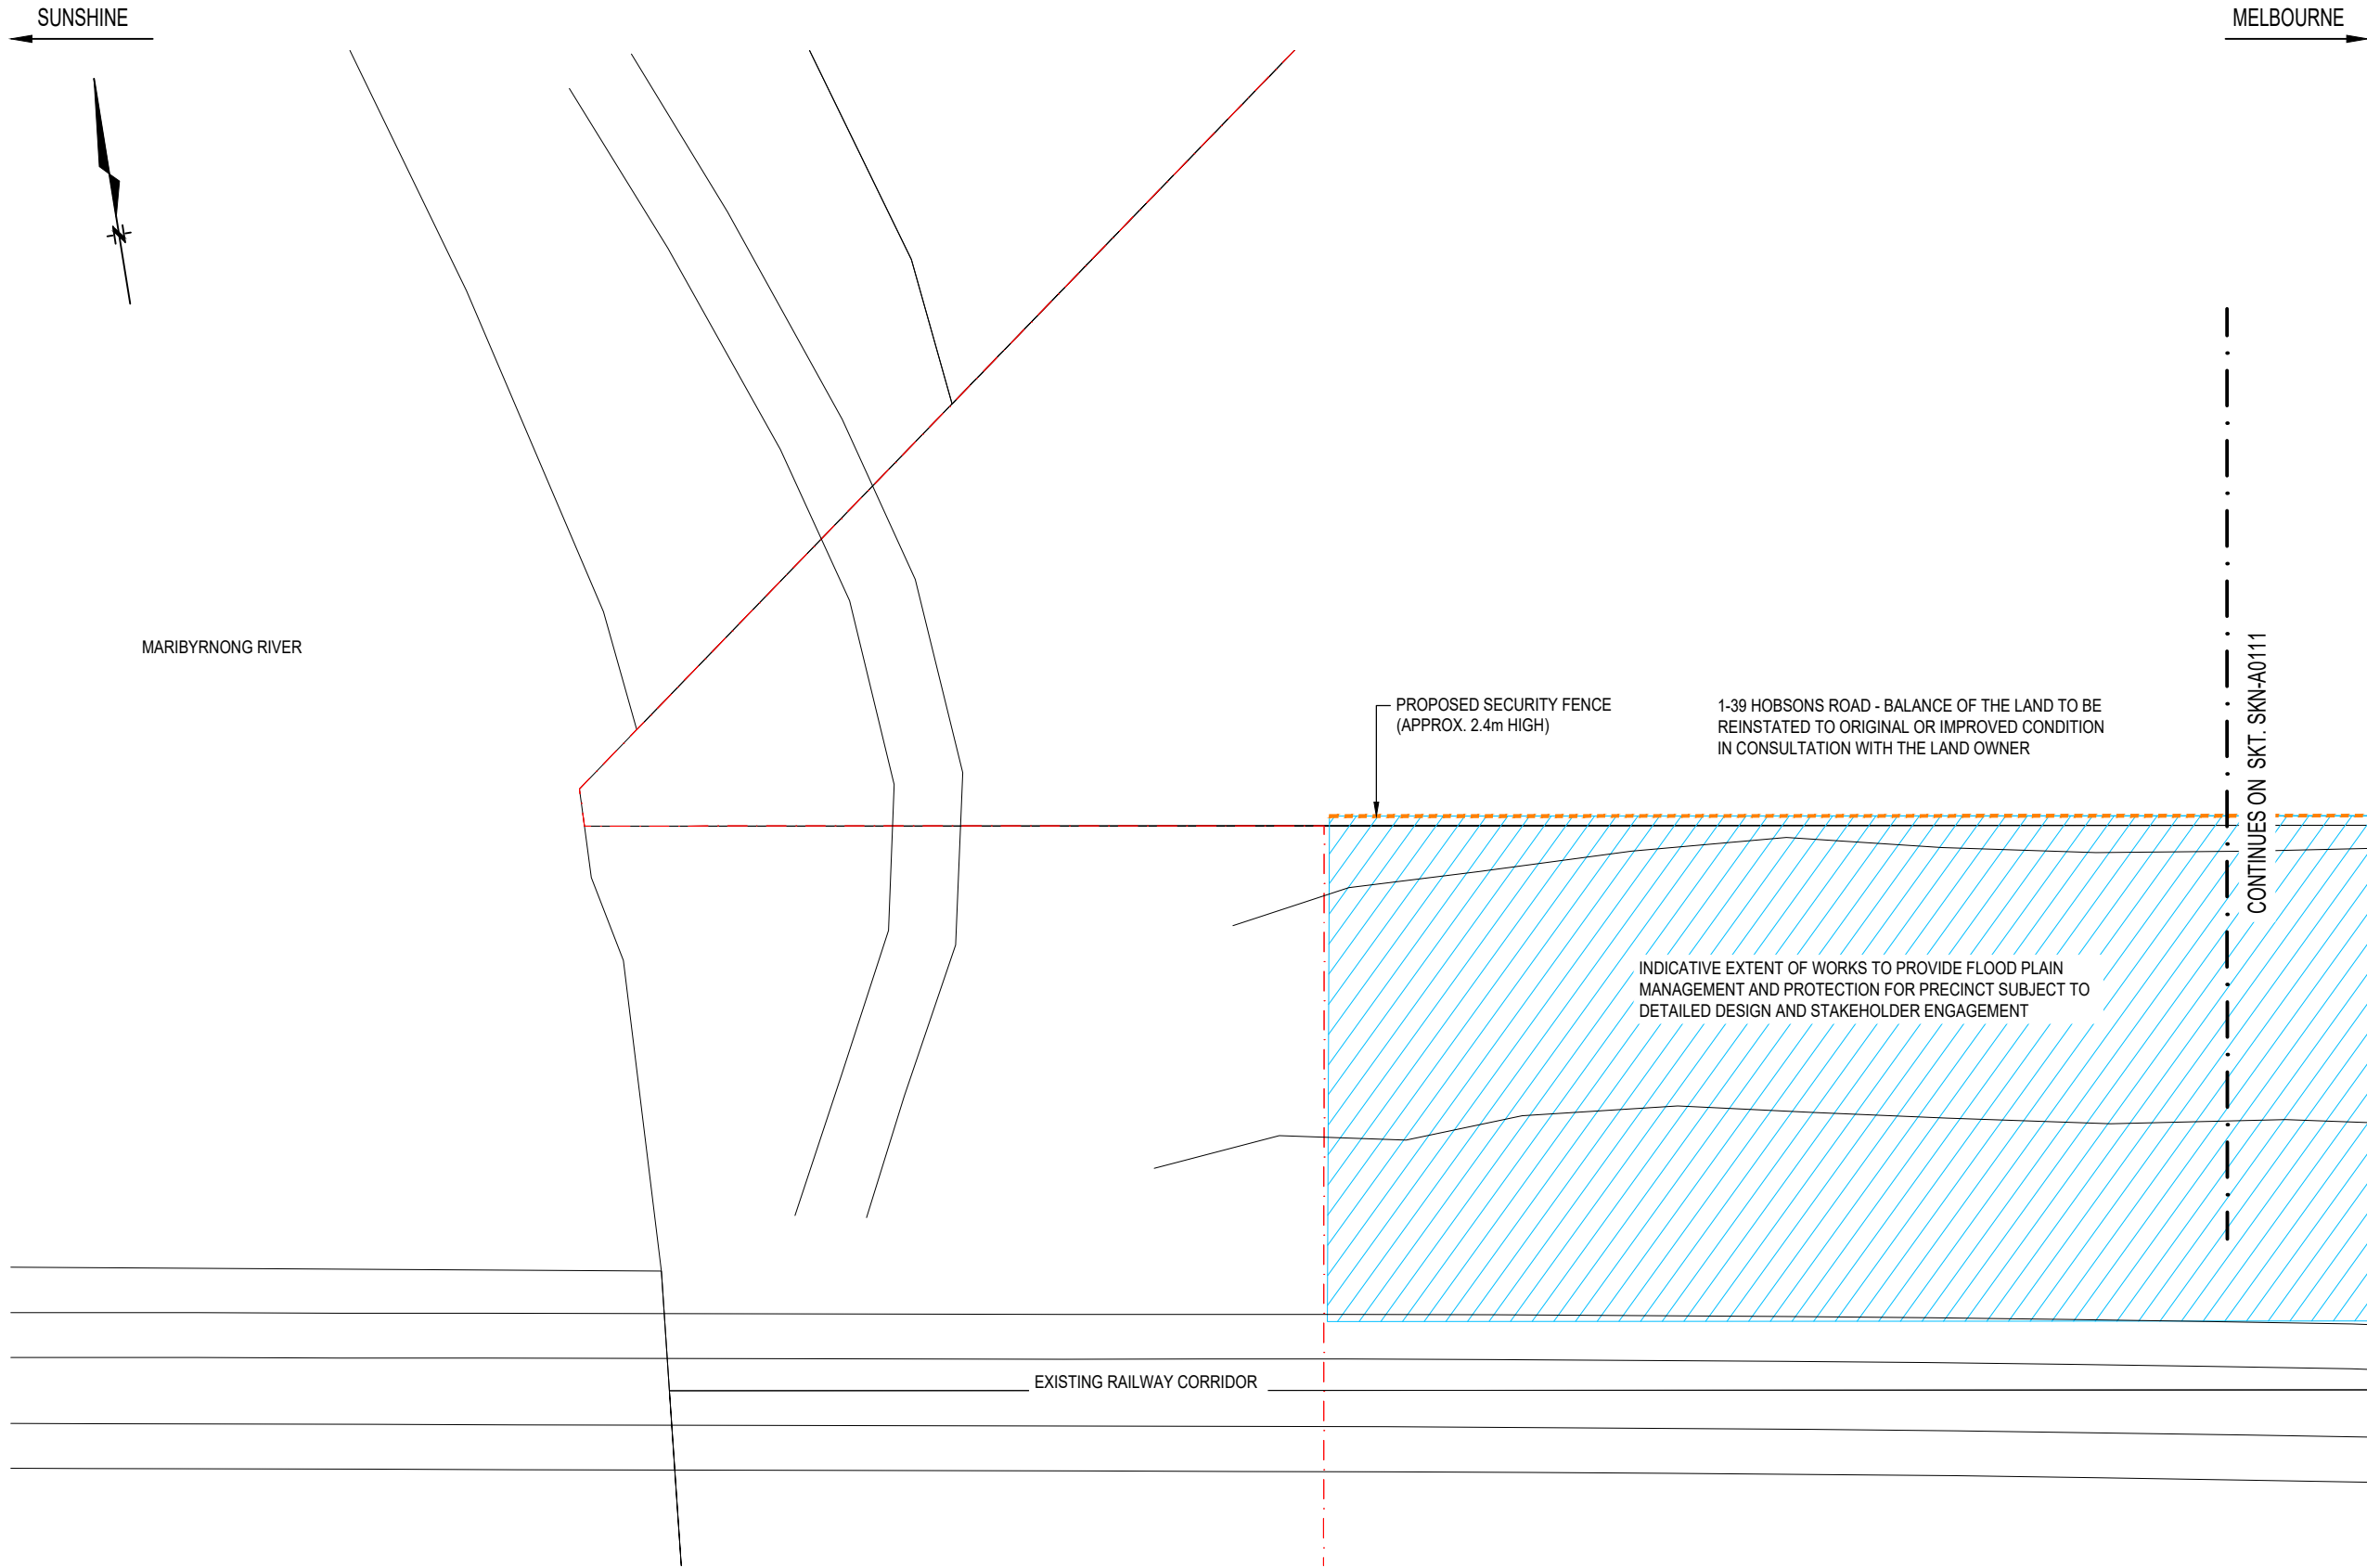 SUNSHINE
MELBOURNE
MARIBYRNONG RIVER
PROPOSED SECURITY FENCE
(APPROX. 2.4m HIGH)
1-39 HOBSONS ROAD - BALANCE OF THE LAND TO BE
REINSTATED TO ORIGINAL OR IMPROVED CONDITION
IN CONSULTATION WITH THE LAND OWNER
CONTINUES ON SKT. SKN-A0111
INDICATIVE EXTENT OF WORKS TO PROVIDE FLOOD PLAIN
MANAGEMENT AND PROTECTION FOR PRECINCT SUBJECT TO
DETAILED DESIGN AND STAKEHOLDER ENGAGEMENT
EXISTING RAILWAY CORRIDOR